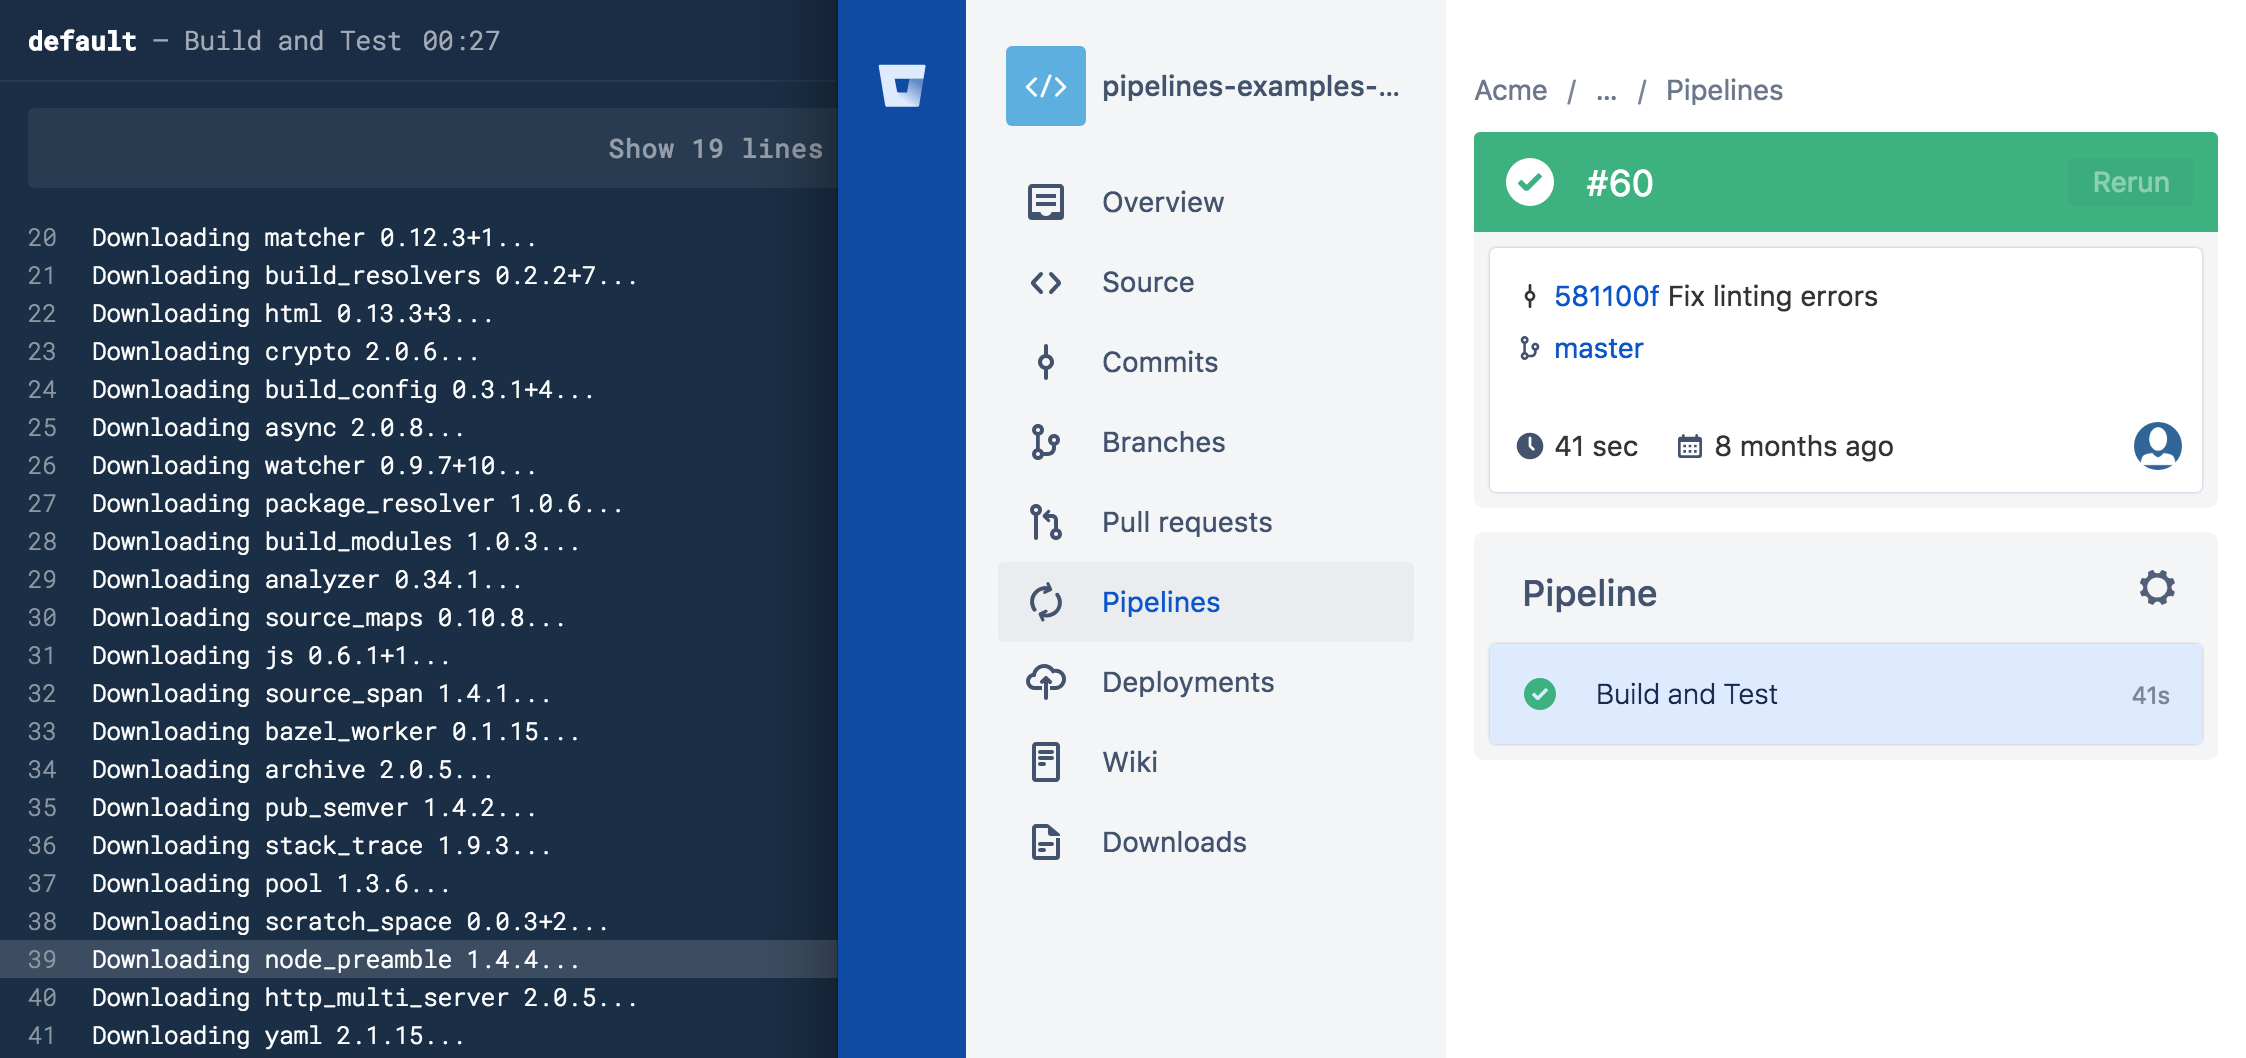 default – Build and Test 00:27
Show 19 lines
20 Downloading matcher 0.12.3+1...
21 Downloading build_resolvers 0.2.2+7...
22 Downloading html 0.13.3+3...
23 Downloading crypto 2.0.6...
24 Downloading build_config 0.3.1+4...
25 Downloading async 2.0.8...
26 Downloading watcher 0.9.7+10...
27 Downloading package_resolver 1.0.6...
28 Downloading build_modules 1.0.3...
29 Downloading analyzer 0.34.1...
30 Downloading source_maps 0.10.8...
31 Downloading js 0.6.1+1...
32 Downloading source_span 1.4.1...
33 Downloading bazel_worker 0.1.15...
34 Downloading archive 2.0.5...
35 Downloading pub_semver 1.4.2...
36 Downloading stack_trace 1.9.3...
37 Downloading pool 1.3.6...
38 Downloading scratch_space 0.0.3+2...
39 Downloading node_preamble 1.4.4...
40 Downloading http_multi_server 2.0.5...
41 Downloading yaml 2.1.15...
pipelines-examples-...
Overview
Source
Commits
Branches
Pull requests
Pipelines
Deployments
Wiki
Downloads
Acme / ... / Pipelines
#60 Rerun
581100f Fix linting errors
master
41 sec 8 months ago
Pipeline
Build and Test 41s